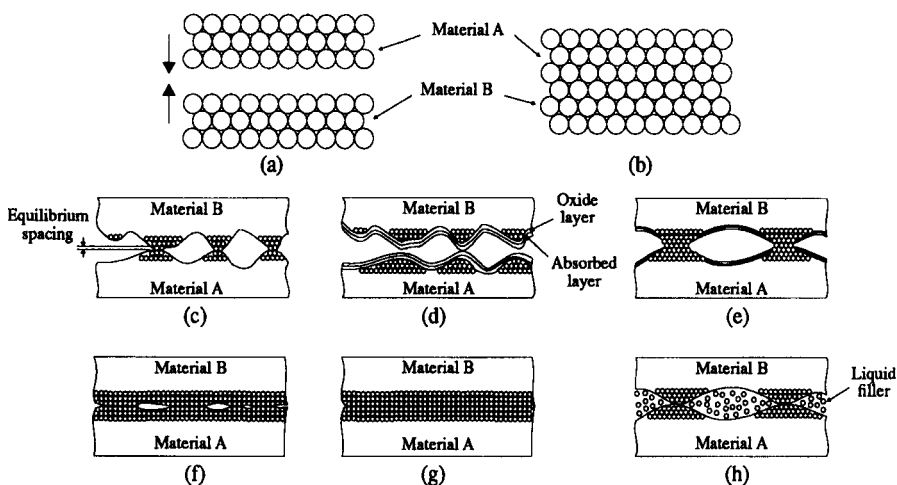 Material A
Material B
(a)
(b)
Equilibrium
spacing
Material B
Material A
(c)
Material B
Material A
(d)
Oxide
layer
Absorbed
layer
Material B
Material A
(e)
Material B
Material A
(f)
Material B
Material A
(g)
Material B
Material A
(h)
Liquid
filler